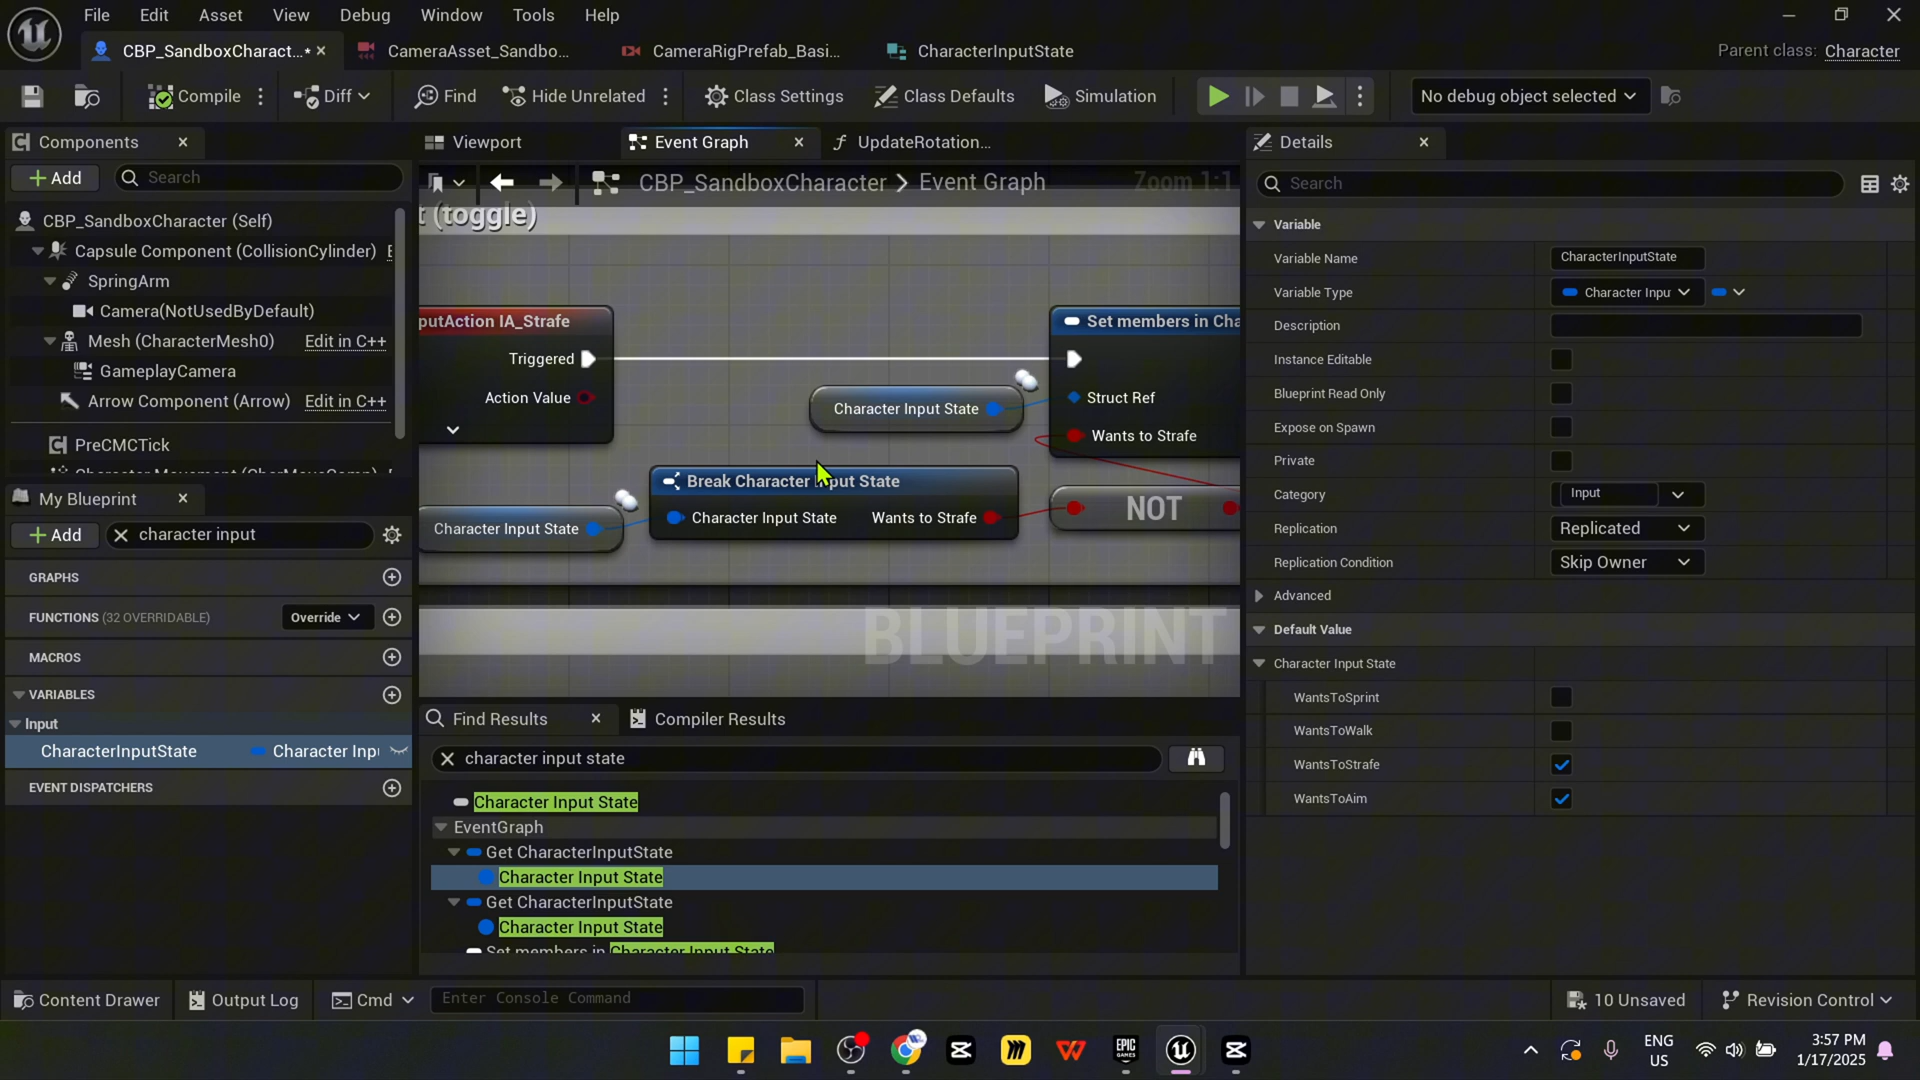 File Edit Asset View Debug Window Tools Help
CBP_SandboxCharact...• CameraAsset_Sandbo... CameraRigPrefab_Basi... CharacterInputState Parent class: Character
Compile Diff Find Hide Unrelated Class Settings Class Defaults Simulation No debug object selected
Components Viewport Event Graph UpdateRotation... Details
Add Search CBP_SandboxCharacter > Event Graph Zoom 1:1 Search
CBP_SandboxCharacter (Self)
Capsule Component (CollisionCylinder) E
SpringArm
Camera(NotUsedByDefault)
Mesh (CharacterMesh0) Edit in C++
GameplayCamera
Arrow Component (Arrow) Edit in C++
PreCMCTick
t (toggle)
putAction IA_Strafe
Triggered
Action Value
Set members in Cha
Character Input State
Struct Ref
Wants to Strafe
Break Character Input State
Character Input State
Character Input State Wants to Strafe
NOT
BLUEPRINT
My Blueprint
Add character input
GRAPHS
FUNCTIONS (32 OVERRIDABLE) Override
MACROS
VARIABLES
Input
CharacterInputState Character Inp
EVENT DISPATCHERS
Find Results Compiler Results
character input state
Character Input State
EventGraph
Get CharacterInputState
Character Input State
Get CharacterInputState
Character Input State
Set members in Character Input State
Variable
Variable Name CharacterInputState
Variable Type Character Inpu
Description
Instance Editable
Blueprint Read Only
Expose on Spawn
Private
Category Input
Replication Replicated
Replication Condition Skip Owner
Advanced
Default Value
Character Input State
WantsToSprint
WantsToWalk
WantsToStrafe
WantsToAim
Content Drawer Output Log Cmd Enter Console Command 10 Unsaved Revision Control
EPIC GAMES
ENG US
3:57 PM
1/17/2025